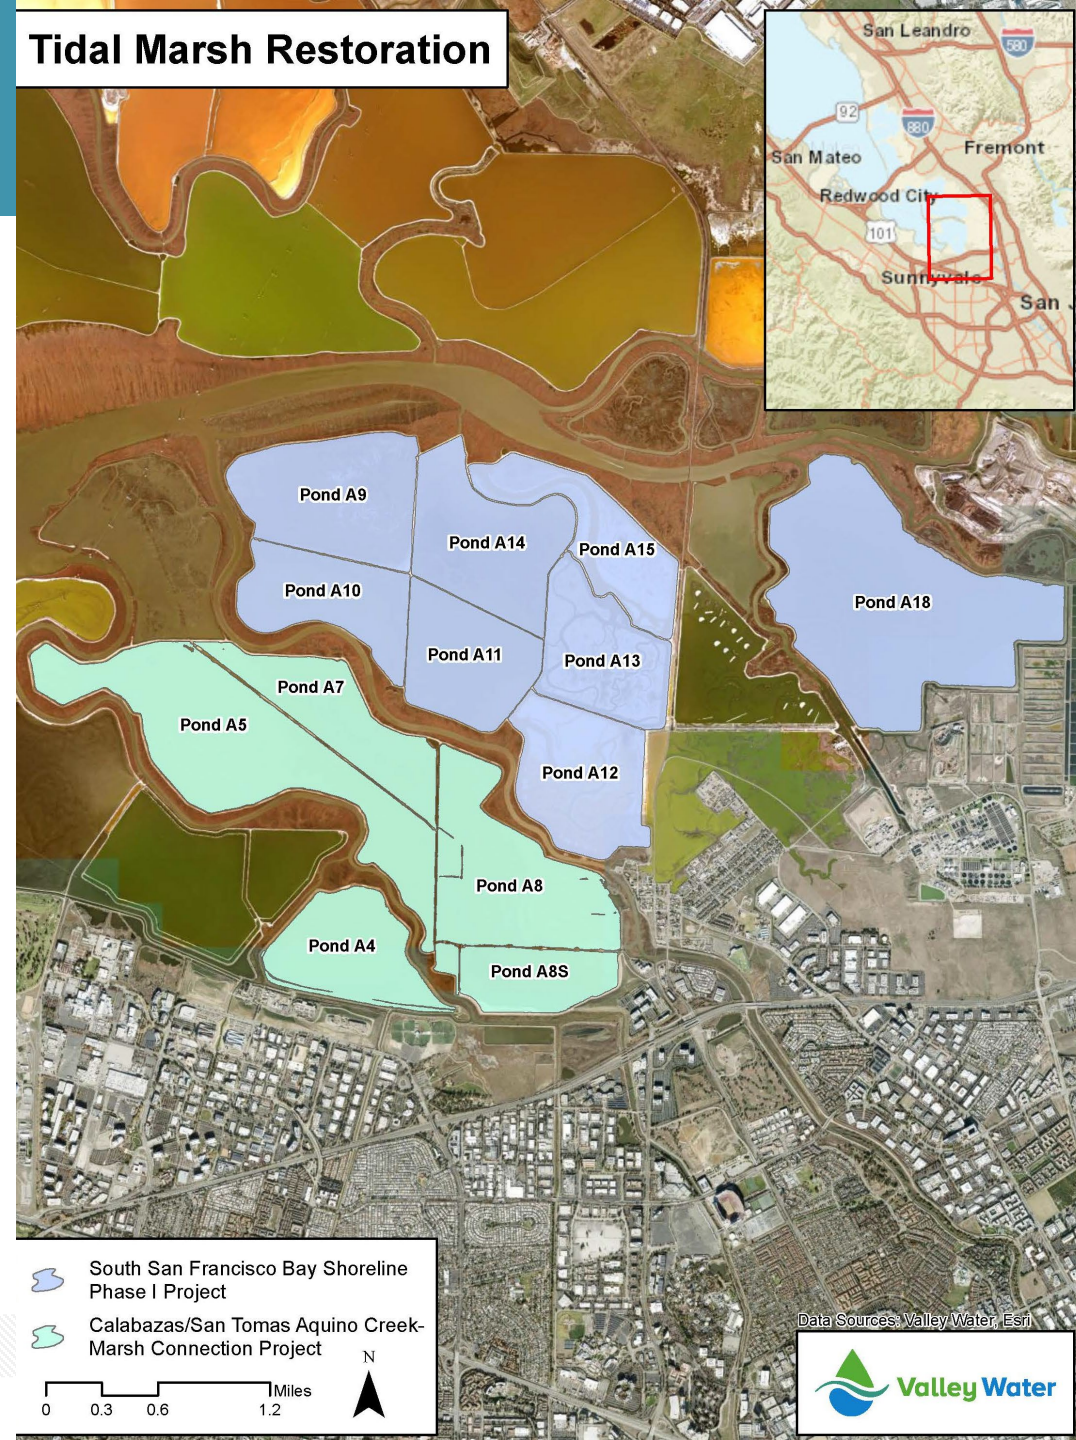 Tidal Marsh Restoration
San Leandro
580
92
880
San Mateo
Fremont
Redwood City
101
Sunnyvale
San J
Pond A9
Pond A14
Pond A15
Pond A10
Pond A18
Pond A11
Pond A13
Pond A7
Pond A5
Pond A12
Pond A8
Pond A4
Pond A8S
South San Francisco Bay Shoreline
Phase I Project
Calabazas/San Tomas Aquino Creek-
Marsh Connection Project
N
Miles
0 0.3 0.6 1.2
Data Sources: Valley Water, Esri
Valley Water